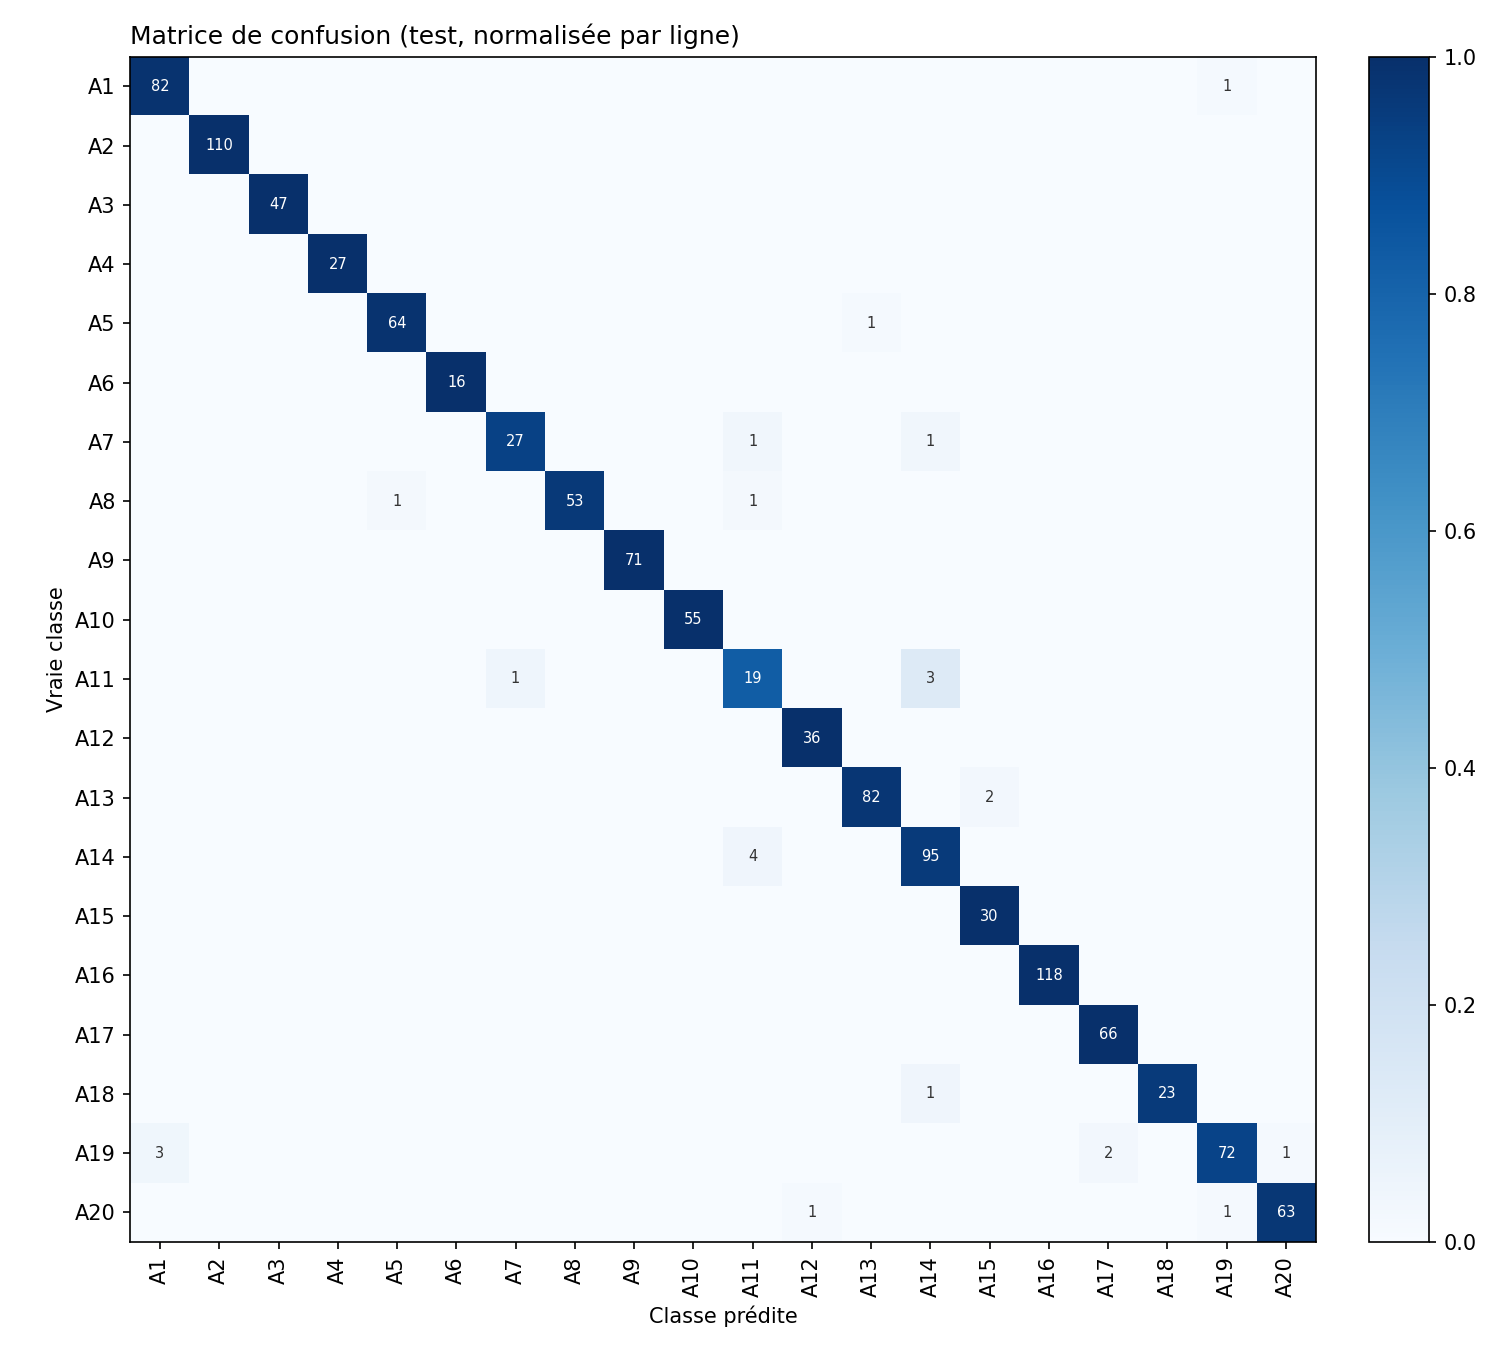 Matrice de confusion (test, normalisée par ligne)
A1 82 1
A2 110
A3 47
A4 27
A5 64 1
A6 16
A7 27 1 1
A8 1 53 1
A9 71
A10 55
A11 1 19 3
A12 36
A13 82 2
A14 4 95
A15 30
A16 118
A17 66
A18 1 23
A19 3 2 72 1
A20 1 1 63
Vraie classe
A1 A2 A3 A4 A5 A6 A7 A8 A9 A10 A11 A12 A13 A14 A15 A16 A17 A18 A19 A20
Classe prédite
1.0
0.8
0.6
0.4
0.2
0.0